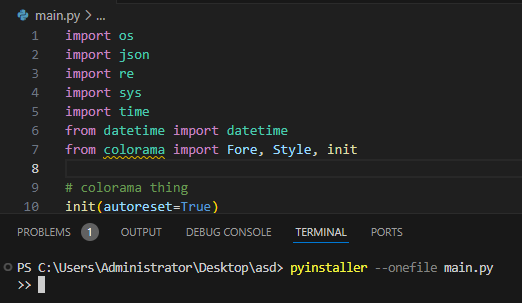 main.py > ...
1 import os
2 import json
3 import re
4 import sys
5 import time
6 from datetime import datetime
7 from colorama import Fore, Style, init
8
9 # colorama thing
10 init(autoreset=True)
PROBLEMS 1 OUTPUT DEBUG CONSOLE TERMINAL PORTS
PS C:\Users\Administrator\Desktop\asd> pyinstaller --onefile main.py
>>